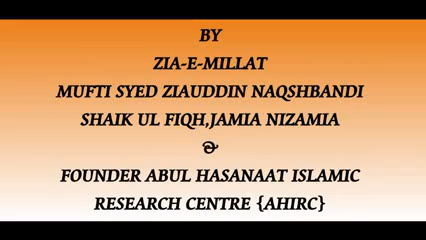 BY
ZIA-E-MILLAT
MUFTI SYED ZIAUDDIN NAQSHBANDI
SHAIK UL FIQH,JAMIA NIZAMIA
&
FOUNDER ABUL HASANAAT ISLAMIC
RESEARCH CENTRE {AHIRC}